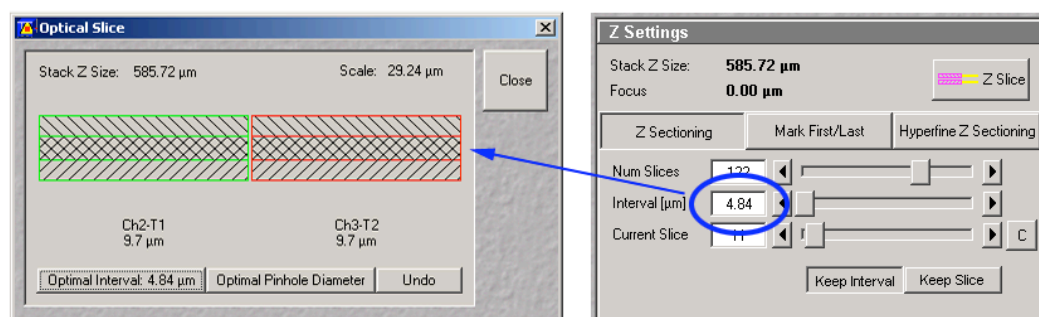 Optical Slice
Stack Z Size: 585.72 µm Scale: 29.24 µm
Close
Ch2-T1 Ch3-T2
9.7 µm 9.7 µm
Optimal Interval: 4.84 µm Optimal Pinhole Diameter Undo
Z Settings
Stack Z Size: 585.72 µm
Focus 0.00 µm
Z Slice
Z Sectioning Mark First/Last Hyperfine Z Sectioning
Num Slices 122
Interval [µm] 4.84
Current Slice 11
C
Keep Interval Keep Slice